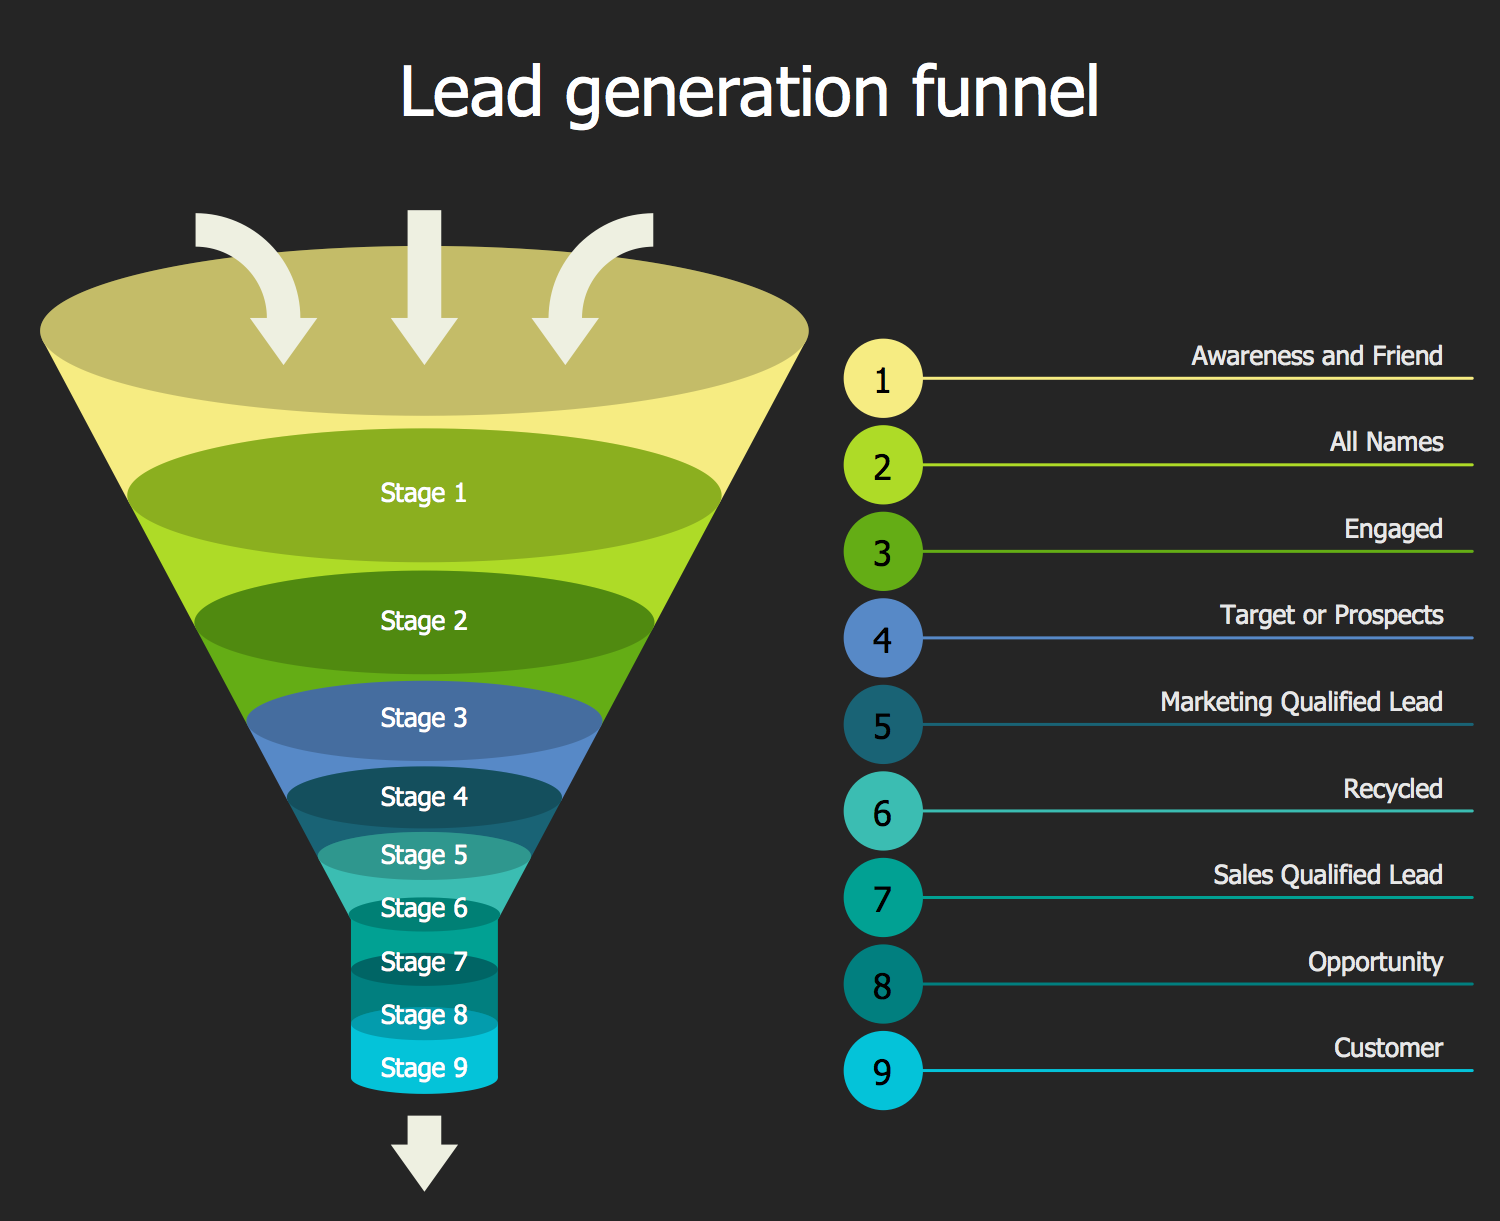 Lead generation funnel
Stage 1
Stage 2
Stage 3
Stage 4
Stage 5
Stage 6
Stage 7
Stage 8
Stage 9
1 Awareness and Friend
2 All Names
3 Engaged
4 Target or Prospects
5 Marketing Qualified Lead
6 Recycled
7 Sales Qualified Lead
8 Opportunity
9 Customer